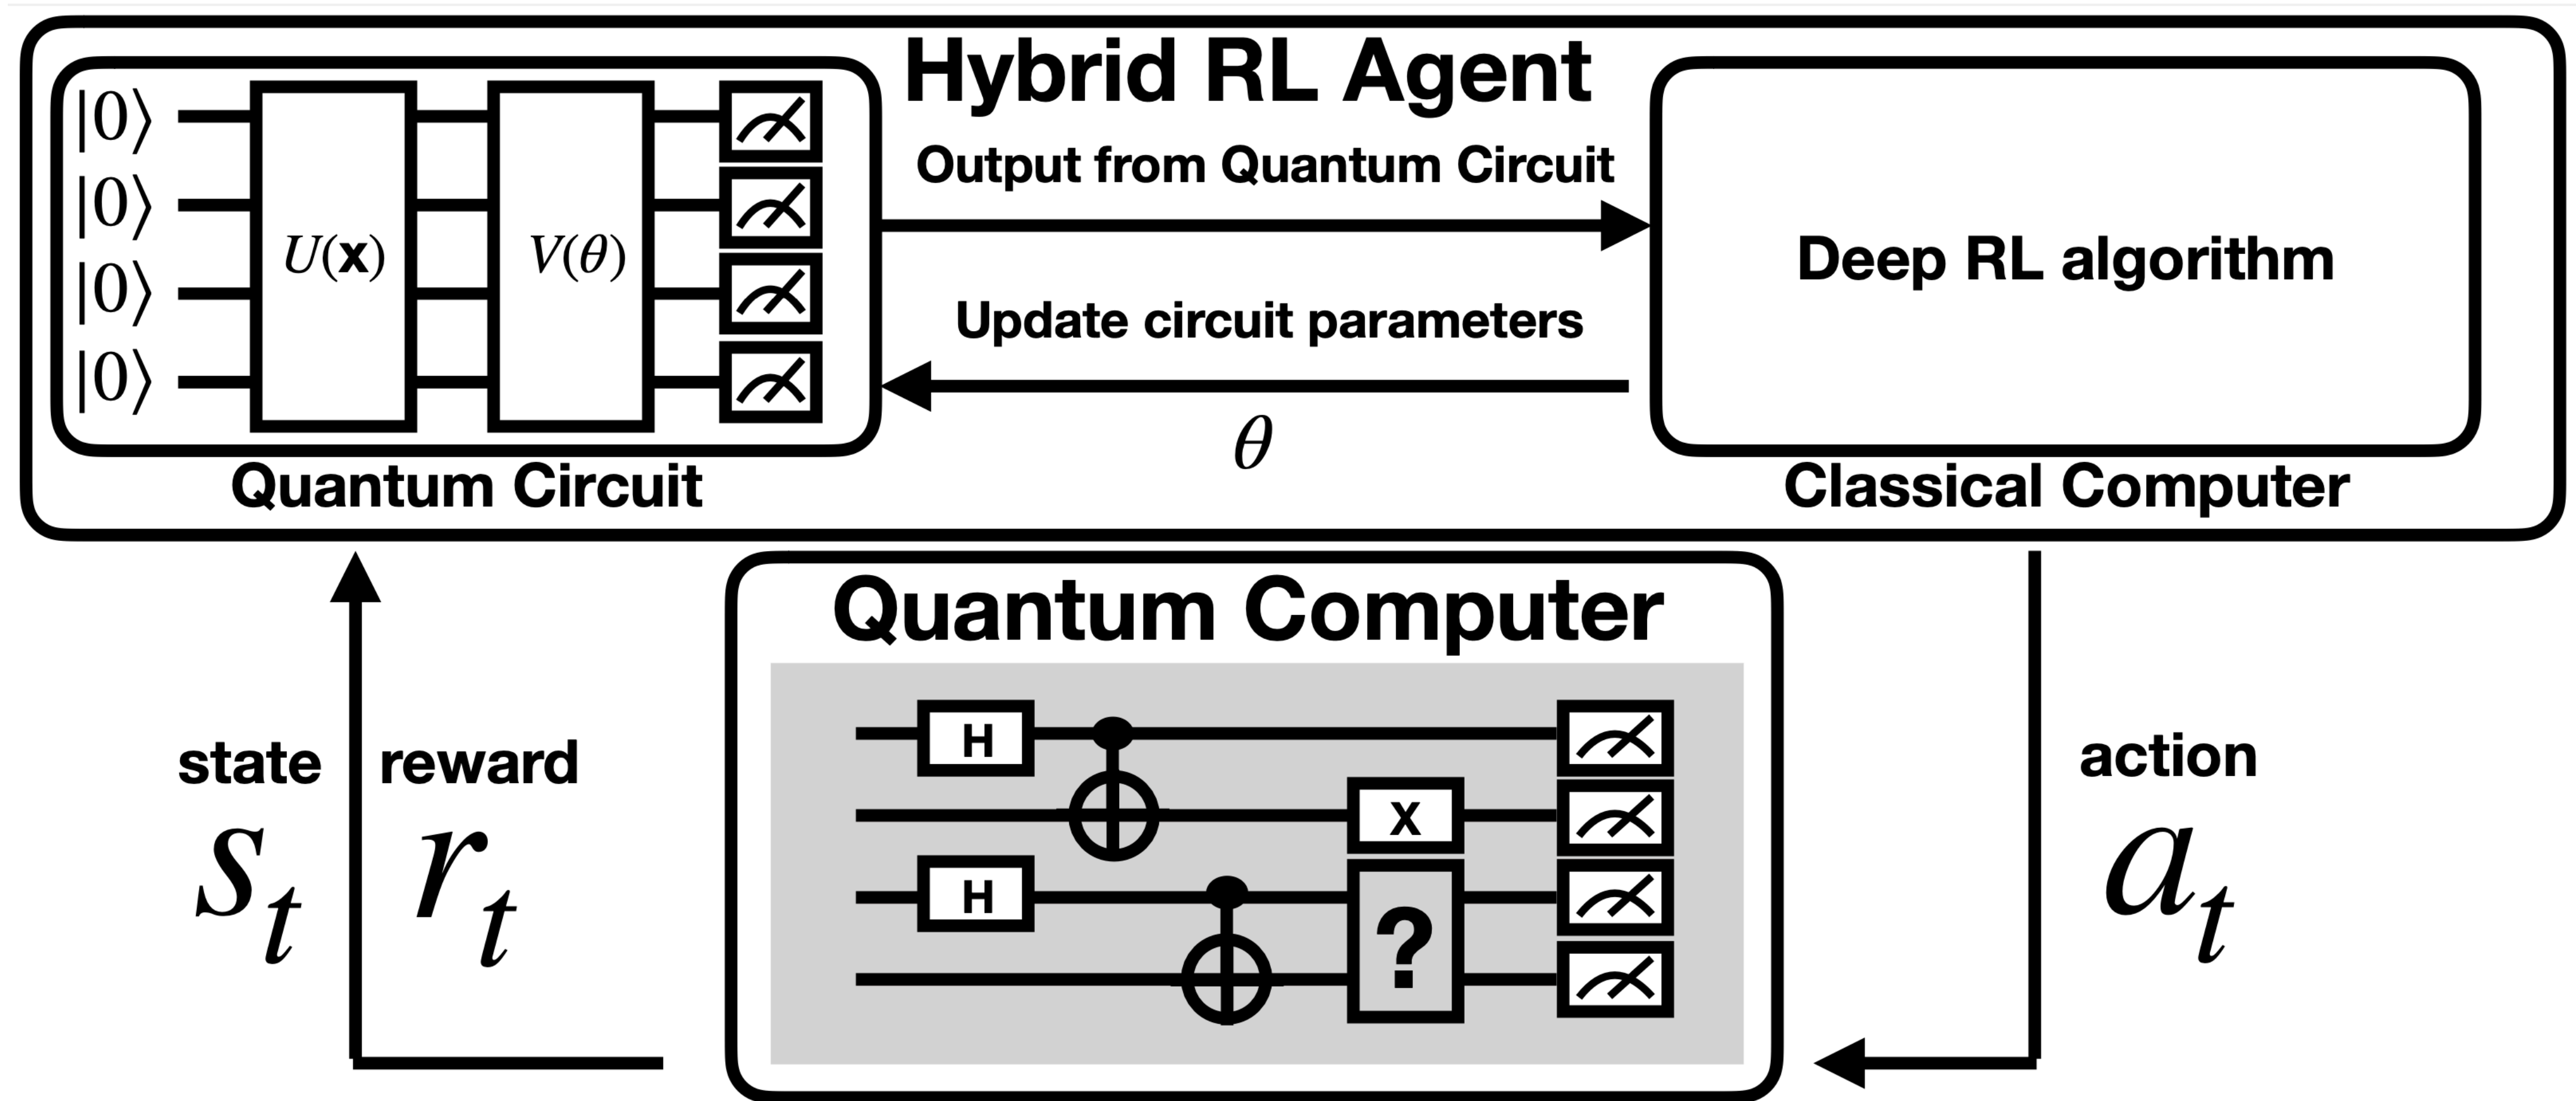 Hybrid RL Agent
|0⟩
|0⟩
|0⟩
|0⟩
U(x)
V(θ)
Output from Quantum Circuit
Update circuit parameters
θ
Deep RL algorithm
Quantum Circuit
Classical Computer
Quantum Computer
H
X
H
?
state
s_t
reward
r_t
action
a_t